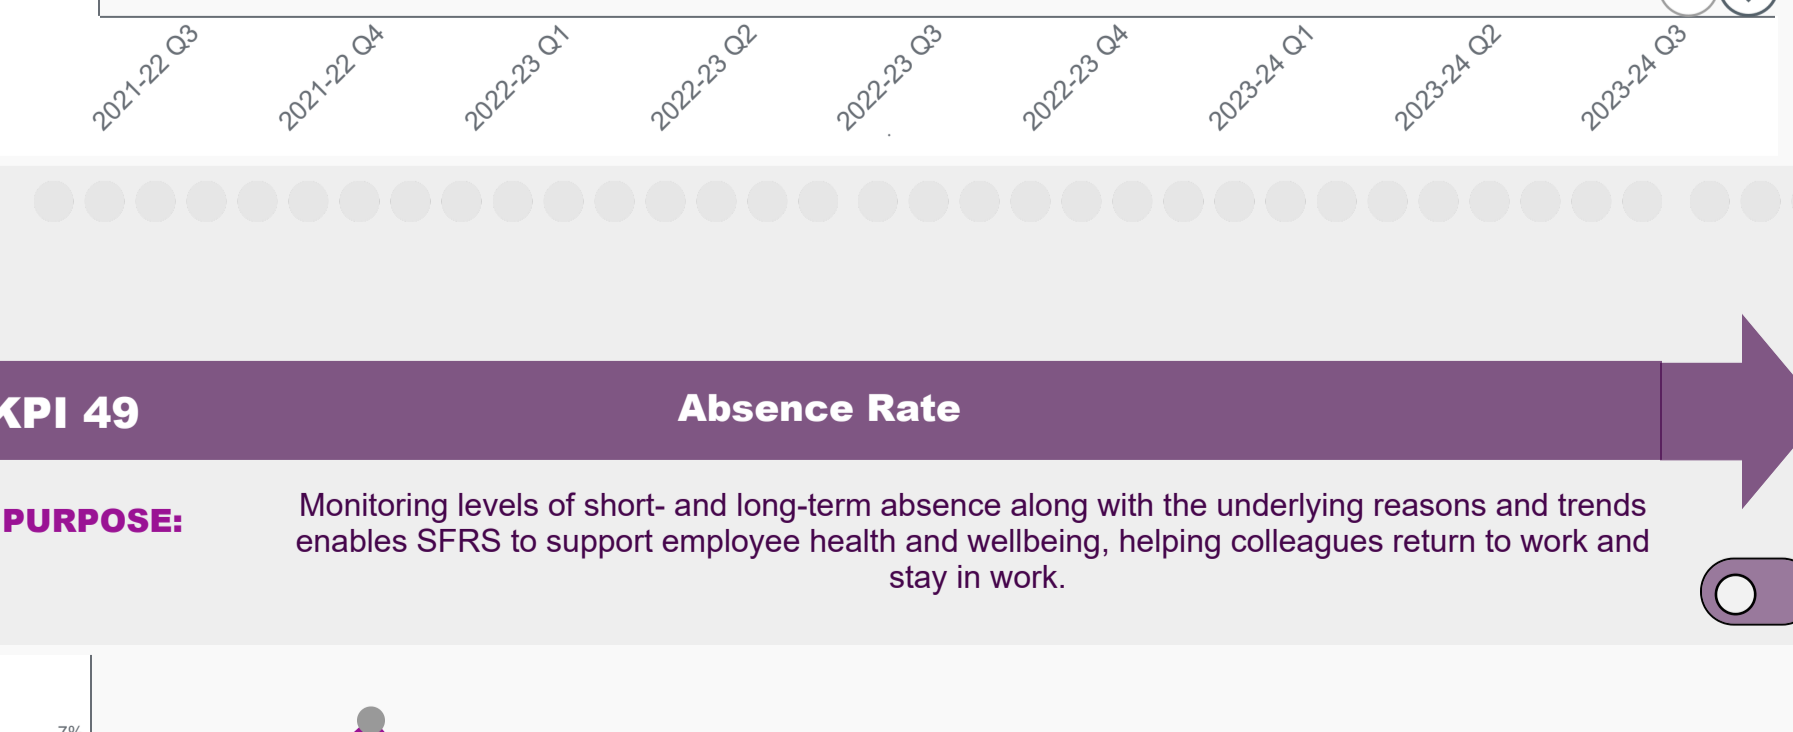 2021-22 Q3
2021-22 Q4
2022-23 Q1
2022-23 Q2
2022-23 Q3
2022-23 Q4
2023-24 Q1
2023-24 Q2
2023-24 Q3
KPI 49
Absence Rate
PURPOSE:
Monitoring levels of short- and long-term absence along with the underlying reasons and trends
enables SFRS to support employee health and wellbeing, helping colleagues return to work and
stay in work.
7%